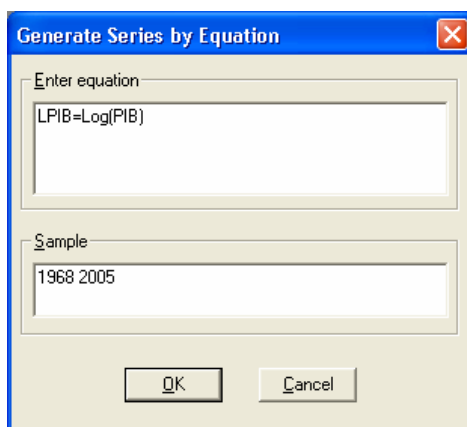 Generate Series by Equation
Enter equation
LPIB=Log(PIB)
Sample
1968 2005
OK
Cancel